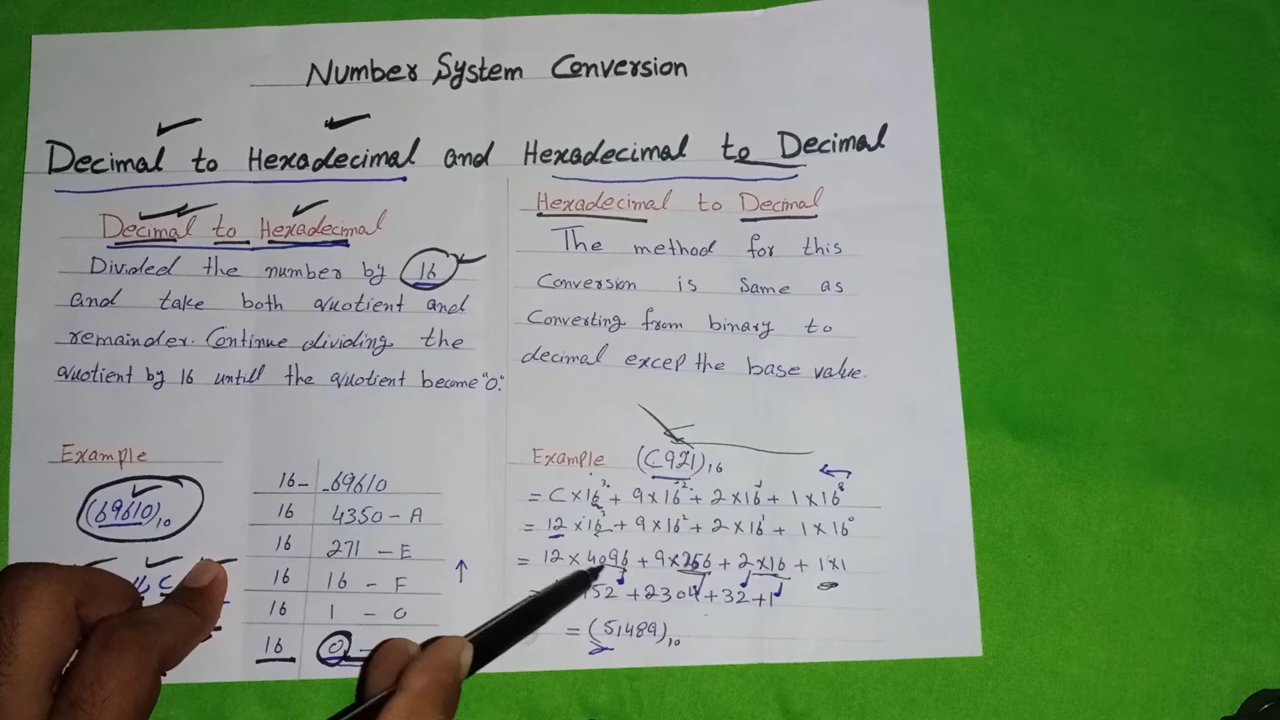 Number System Conversion
Decimal to Hexadecimal and Hexadecimal to Decimal
Decimal to Hexadecimal
Divided the number by 16
and take both quotient and
remainder. Continue dividing the
quotient by 16 untill the quotient become "0".
Example
(69610)₁₀
16 69610
16 4350 - A
16 271 - E
16 16 - F
16 1 - 0
16 0 -
Hexadecimal to Decimal
The method for this
Conversion is same as
Converting from binary to
decimal excep the base value.
Example (C921)₁₆
= C×16³ + 9×16² + 2×16¹ + 1×16⁰
= 12×16³ + 9×16² + 2×16¹ + 1×16⁰
= 12×4096 + 9×256 + 2×16 + 1×1
152 + 2304 + 32 + 1
= (51489)₁₀